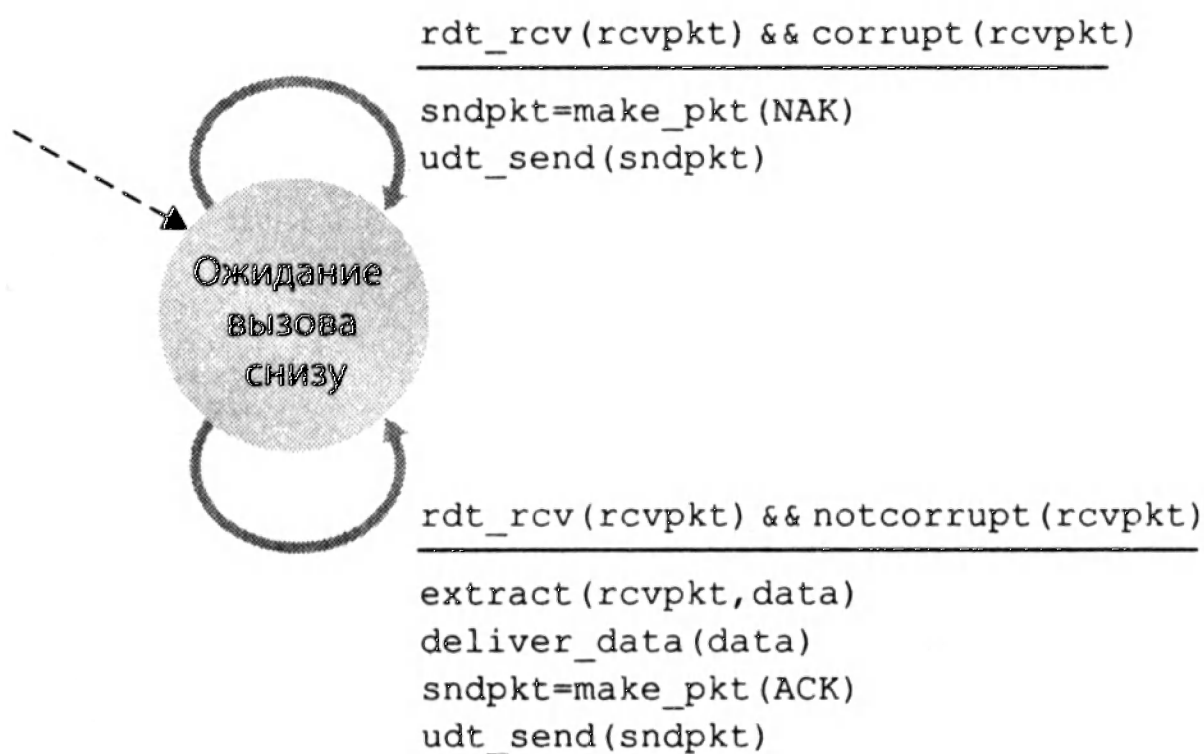 rdt_rcv(rcvpkt) && corrupt(rcvpkt)
sndpkt=make_pkt(NAK)
udt_send(sndpkt)
Ожидание
вызова
снизу
rdt_rcv(rcvpkt) && notcorrupt(rcvpkt)
extract(rcvpkt,data)
deliver_data(data)
sndpkt=make_pkt(ACK)
udt_send(sndpkt)